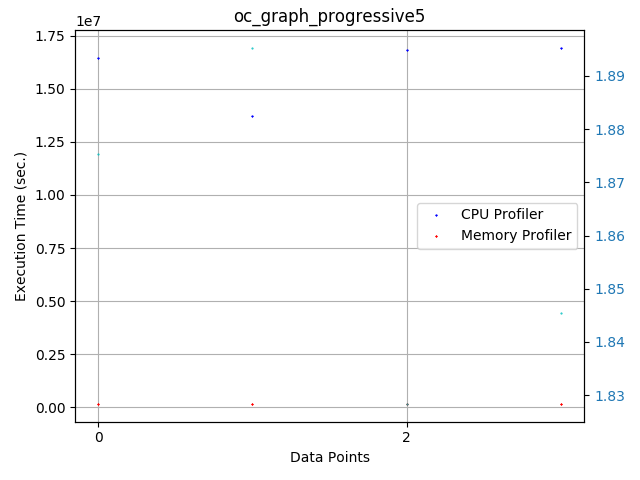 oc_graph_progressive5
1e7
1.75
1.50
1.25
1.00
0.75
0.50
0.25
0.00
Execution Time (sec.)
1.89
1.88
1.87
1.86
1.85
1.84
1.83
CPU Profiler
Memory Profiler
0
2
Data Points